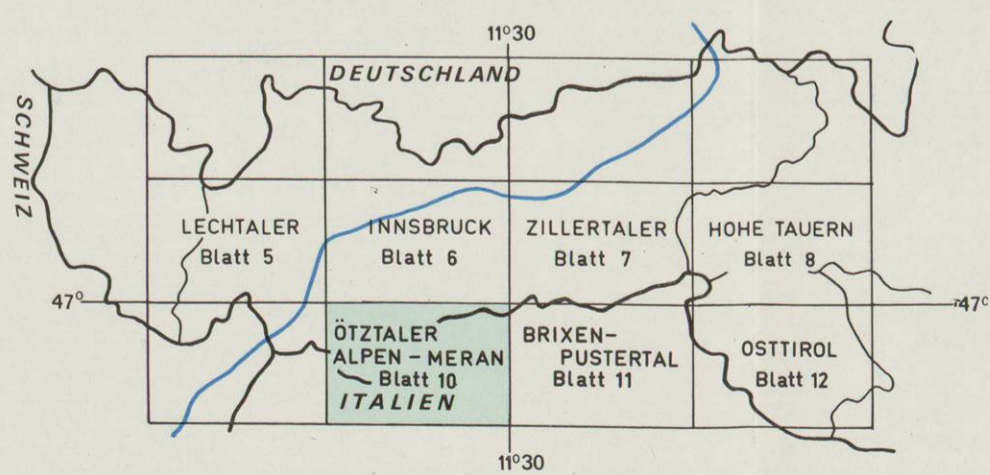 11°30
DEUTSCHLAND
SCHWEIZ
LECHTALER
Blatt 5
INNSBRUCK
Blatt 6
ZILLERTALER
Blatt 7
HOHE TAUERN
Blatt 8
47°
47°
ÖTZTALER
ALPEN – MERAN
Blatt 10
ITALIEN
BRIXEN–
PUSTERTAL
Blatt 11
OSTTIROL
Blatt 12
11°30